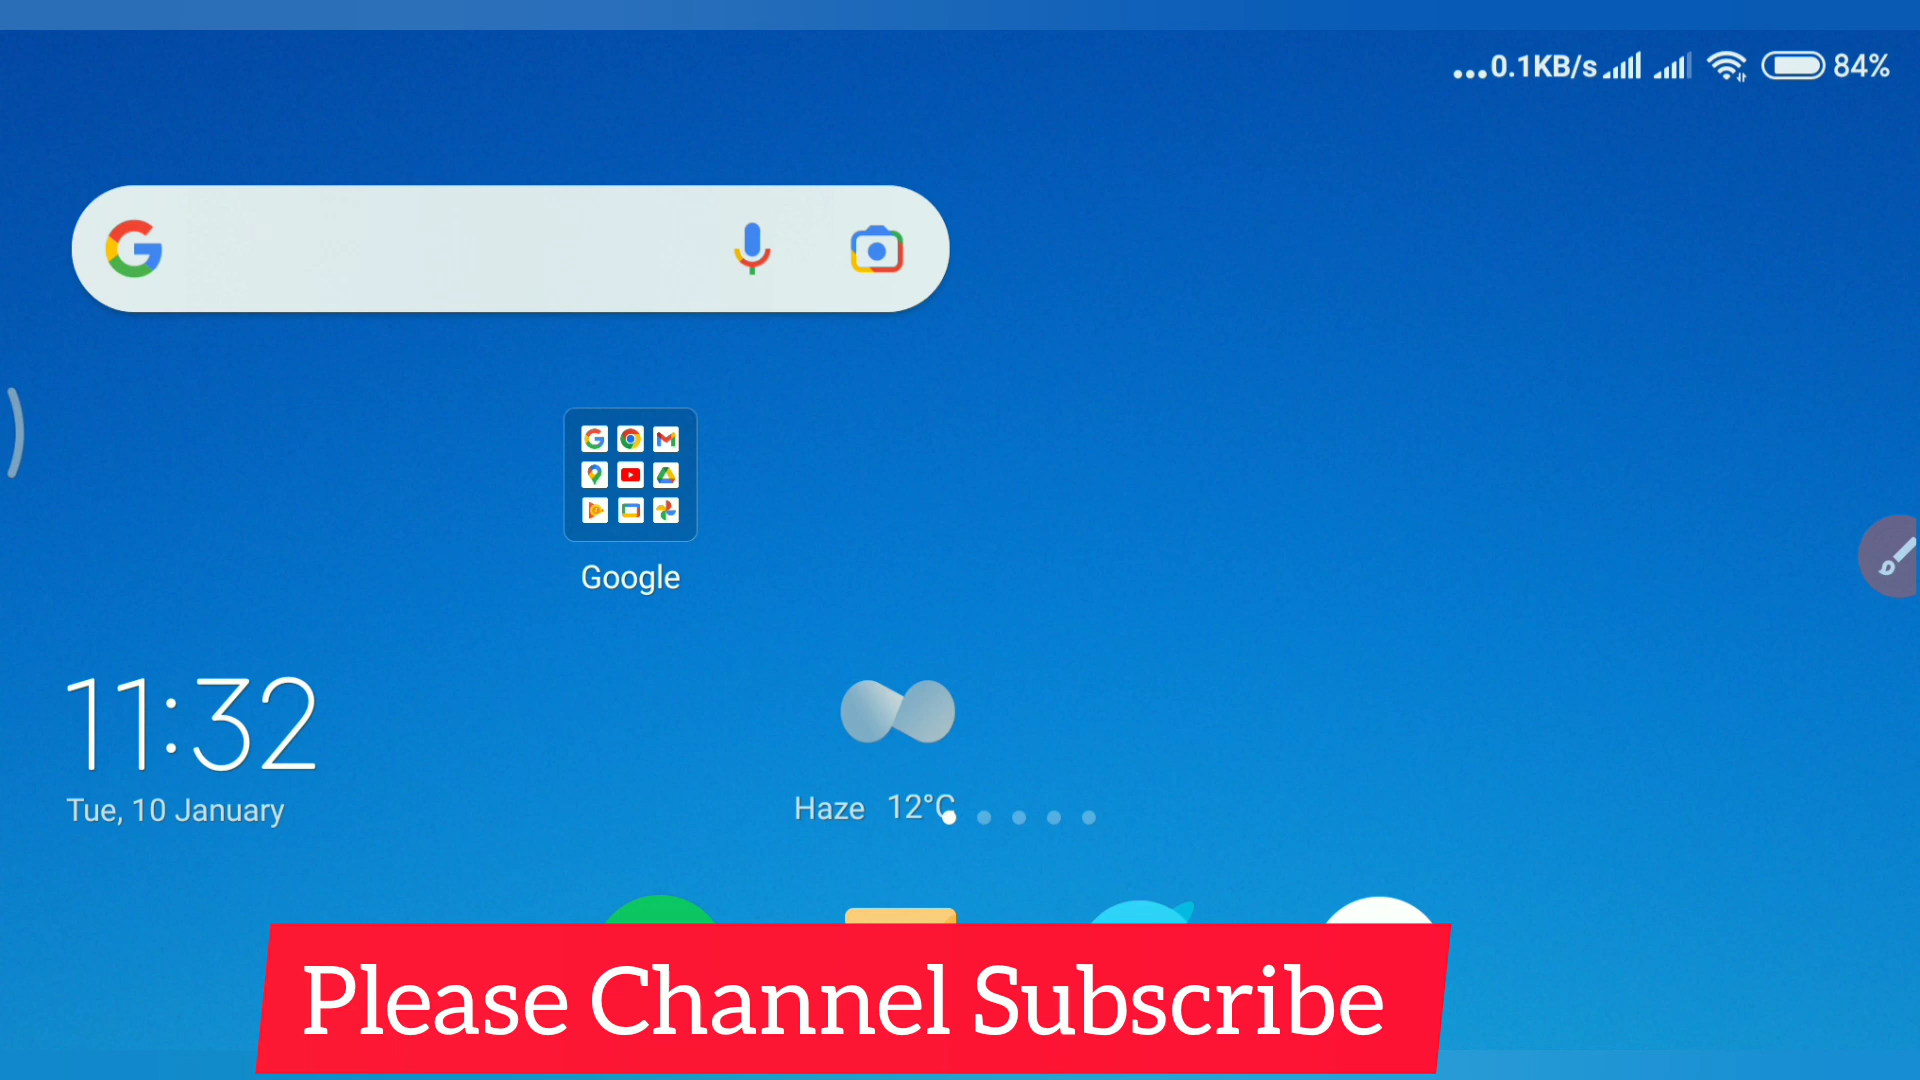 ...0.1KB/s 84%
Google
11:32
Tue, 10 January
Haze 12°C
Please Channel Subscribe